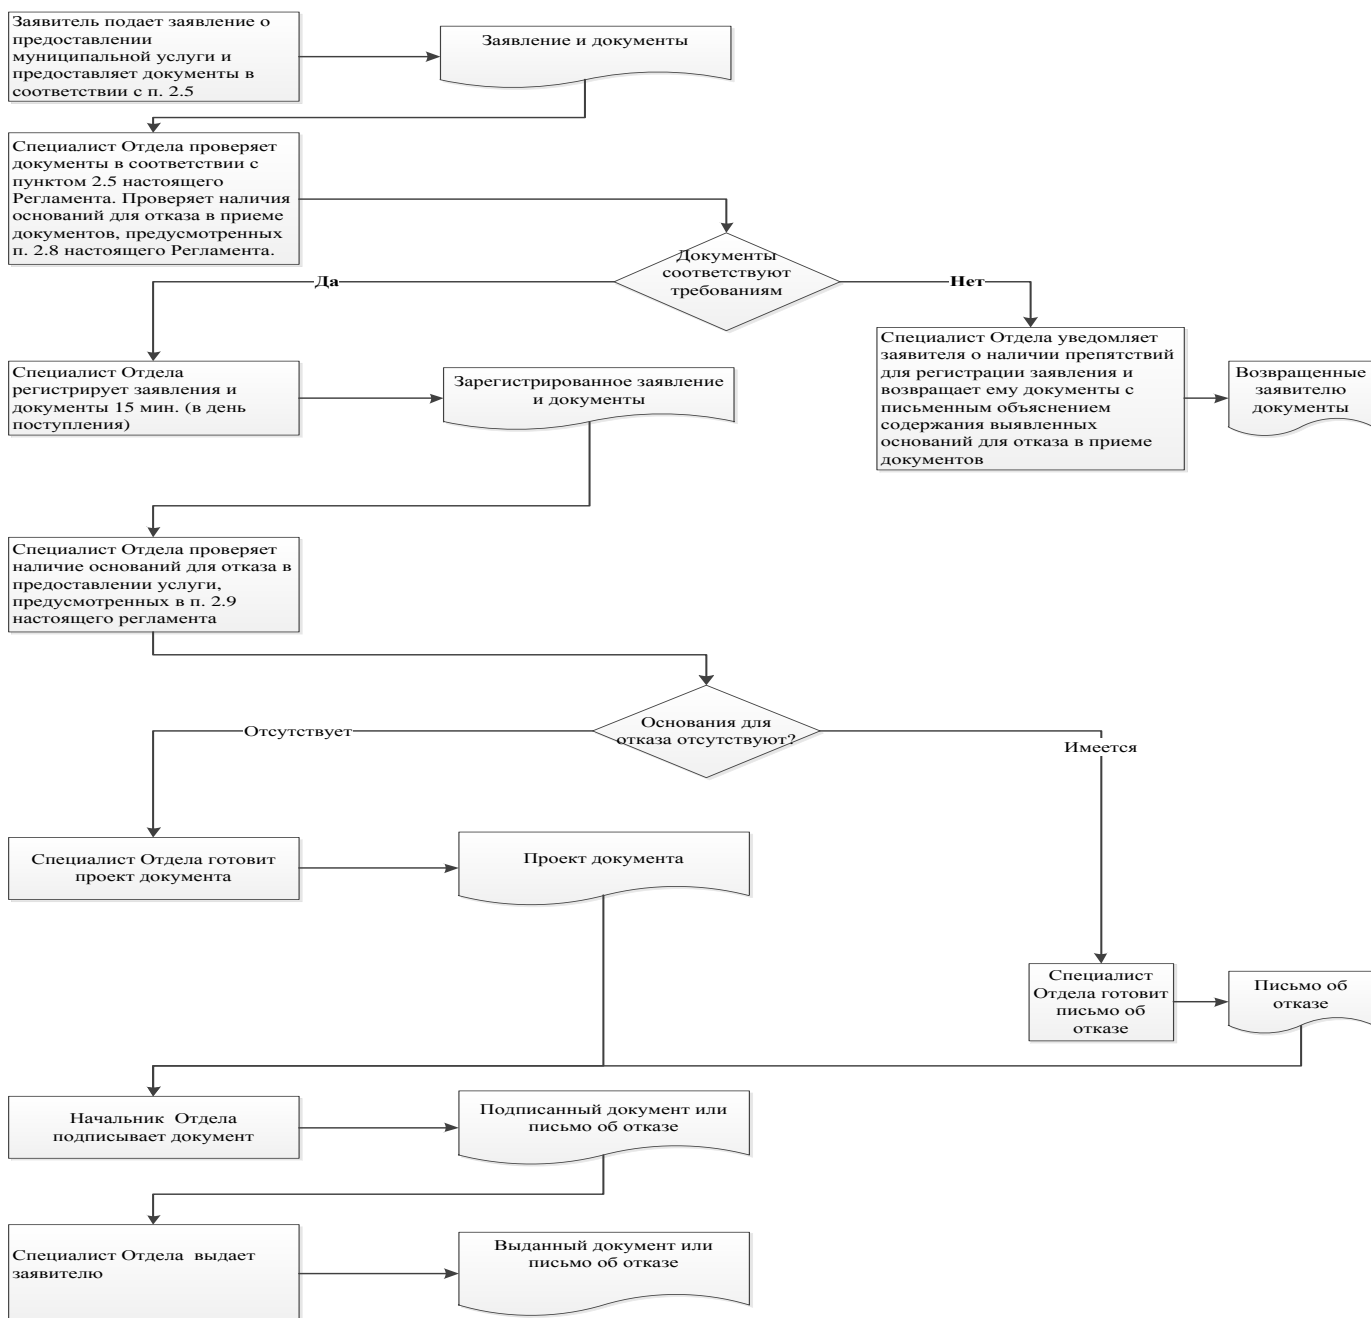 Заявитель подает заявление о
предоставлении
муниципальной услуги и
предоставляет документы в
соответствии с п. 2.5
Заявление и документы
Специалист Отдела проверяет
документы в соответствии с
пунктом 2.5 настоящего
Регламента. Проверяет наличия
оснований для отказа в приеме
документов, предусмотренных
п. 2.8 настоящего Регламента.
Документы
соответствуют
требованиям
Да
Нет
Специалист Отдела
регистрирует заявления и
документы 15 мин. (в день
поступления)
Зарегистрированное заявление
и документы
Специалист Отдела уведомляет
заявителя о наличии препятствий
для регистрации заявления и
возвращает ему документы с
письменным объяснением
содержания выявленных
оснований для отказа в приеме
документов
Возвращенные
заявителю
документы
Специалист Отдела проверяет
наличие оснований для отказа в
предоставлении услуги,
предусмотренных в п. 2.9
настоящего регламента
Основания для
отказа отсутствуют?
Отсутствует
Имеется
Специалист Отдела готовит
проект документа
Проект документа
Специалист
Отдела готовит
письмо об
отказе
Письмо об
отказе
Начальник Отдела
подписывает документ
Подписанный документ или
письмо об отказе
Специалист Отдела выдает
заявителю
Выданный документ или
письмо об отказе